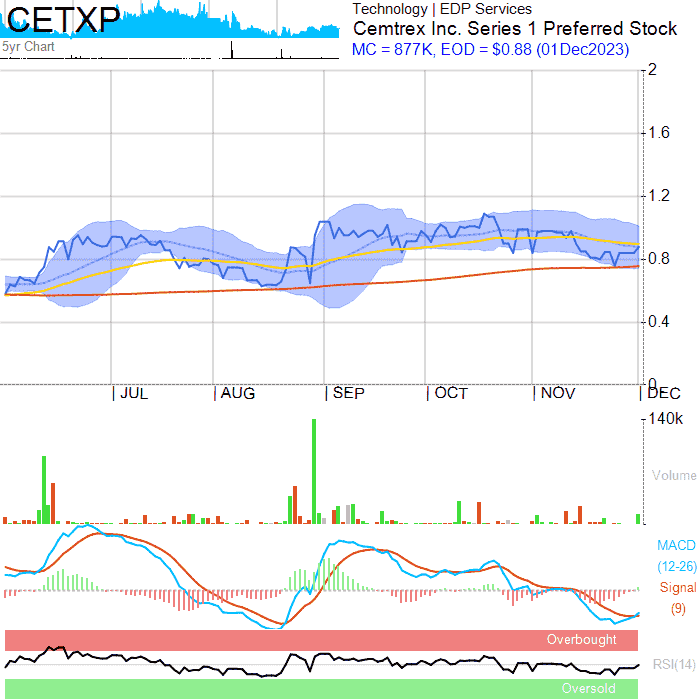 CETXP
5yr Chart
Technology | EDP Services
Cemtrex Inc. Series 1 Preferred Stock
MC = 877K, EOD = $0.88 (01Dec2023)
2
1.6
1.2
0.8
0.4
0
JUL
AUG
SEP
OCT
NOV
DEC
140k
Volume
MACD
(12-26)
Signal
(9)
Overbought
RSI(14)
Oversold